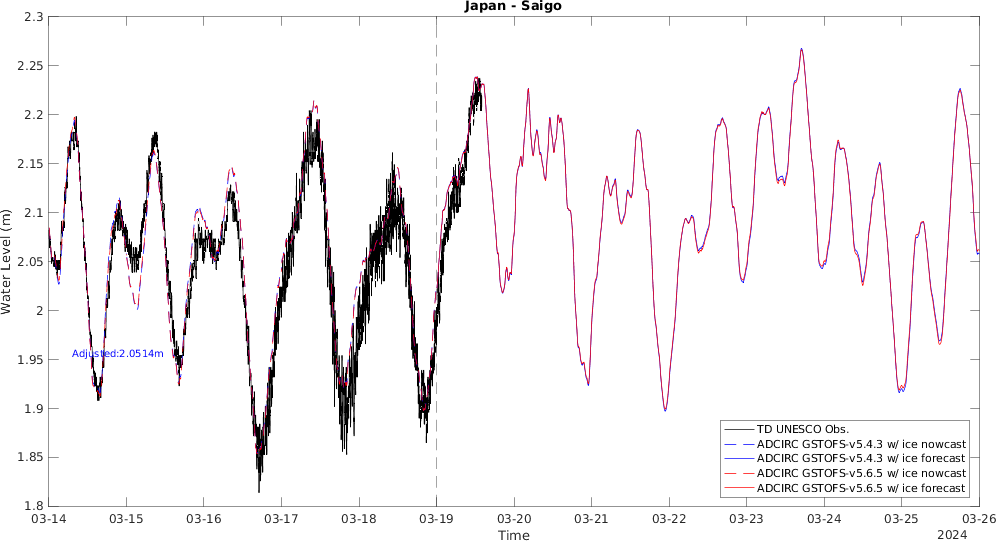 Japan - Saigo
Water Level (m)
2.3
2.25
2.2
2.15
2.1
2.05
2
1.95
1.9
1.85
1.8
Adjusted:2.0514m
TD UNESCO Obs.
ADCIRC GSTOFS-v5.4.3 w/ ice nowcast
ADCIRC GSTOFS-v5.4.3 w/ ice forecast
ADCIRC GSTOFS-v5.6.5 w/ ice nowcast
ADCIRC GSTOFS-v5.6.5 w/ ice forecast
03-14 03-15 03-16 03-17 03-18 03-19 03-20 03-21 03-22 03-23 03-24 03-25 03-26
Time
2024